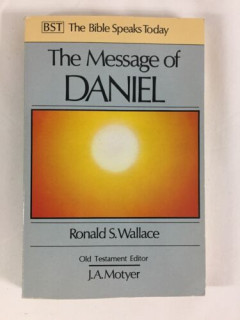 BST The Bible Speaks Today
The Message of
DANIEL
Ronald S. Wallace
Old Testament Editor
J.A. Motyer